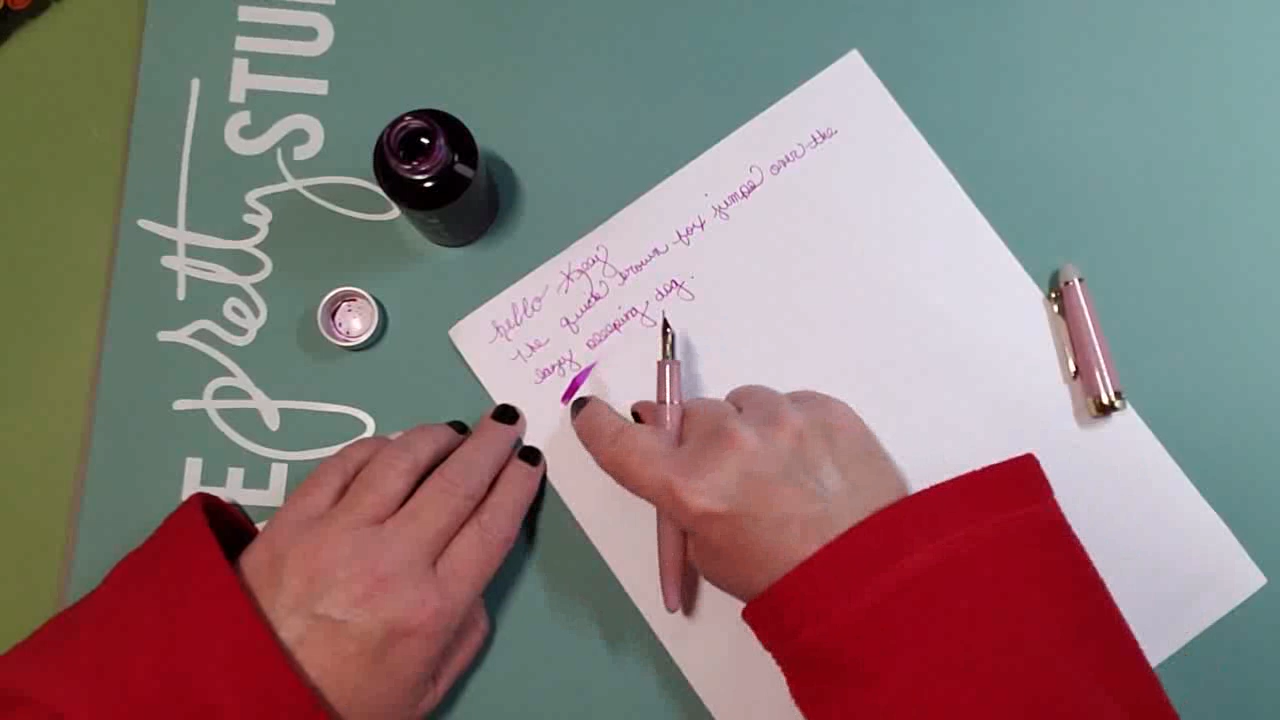 E pretty STU
hello
The quick brown fox jumps over the
lazy sleeping dog.